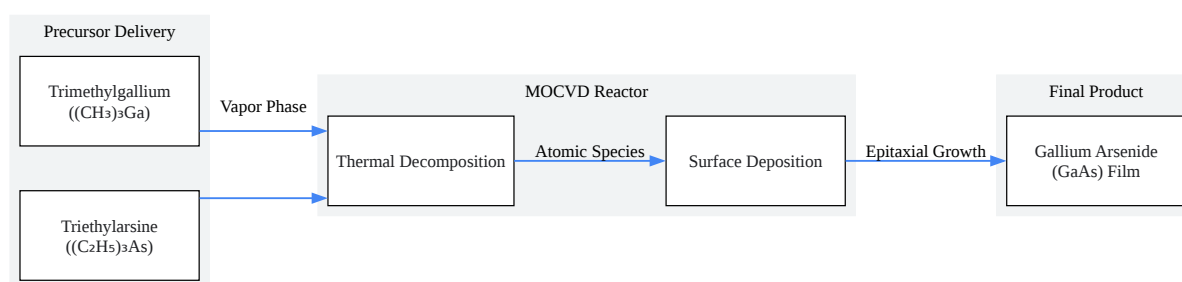 Precursor Delivery
Trimethylgallium
((CH₃)₃Ga)
Vapor Phase
Triethylarsine
((C₂H₅)₃As)
MOCVD Reactor
Thermal Decomposition
Atomic Species
Surface Deposition
Epitaxial Growth
Final Product
Gallium Arsenide
(GaAs) Film